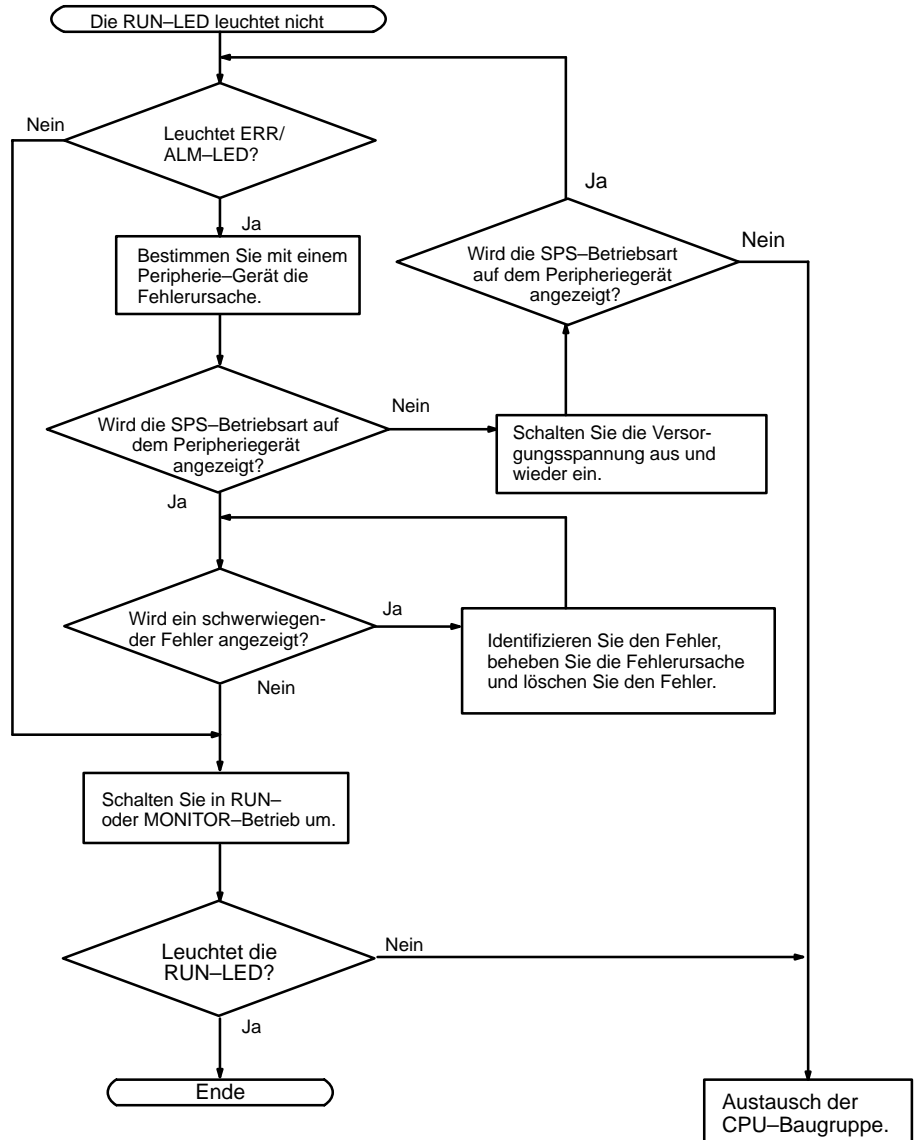 Die RUN–LED leuchtet nicht
Nein
Leuchtet ERR/
ALM–LED?
Ja
Ja
Bestimmen Sie mit einem
Peripherie–Gerät die
Fehlerursache.
Wird die SPS–Betriebsart
auf dem Peripheriegerät
angezeigt?
Nein
Wird die SPS–Betriebsart auf
dem Peripheriegerät
angezeigt?
Nein
Schalten Sie die Versor-
gungsspannung aus und
wieder ein.
Ja
Wird ein schwerwiegen-
der Fehler angezeigt?
Ja
Identifizieren Sie den Fehler,
beheben Sie die Fehlerursache
und löschen Sie den Fehler.
Nein
Schalten Sie in RUN–
oder MONITOR–Betrieb um.
Leuchtet die
RUN–LED?
Nein
Ja
Ende
Austausch der
CPU–Baugruppe.